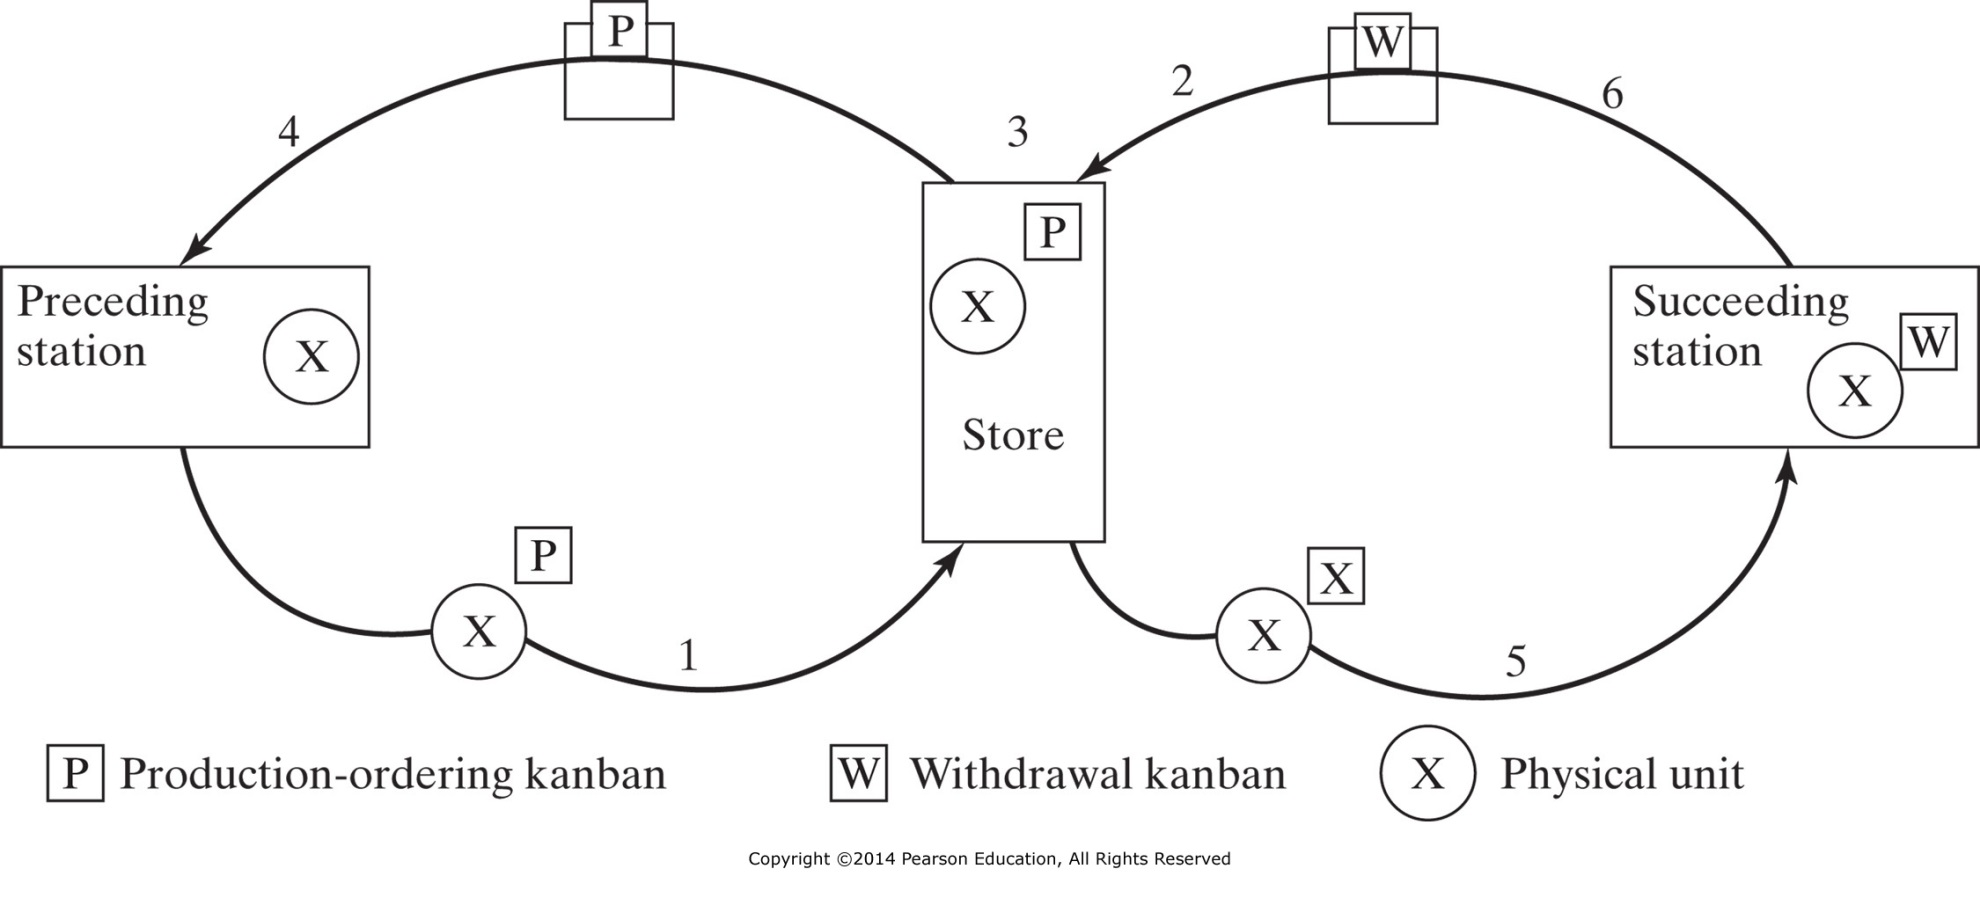 P
W
4
3
2
6
Preceding
station
X
P
X
Store
Succeeding
station
W
X
P
X
1
X
X
5
P Production-ordering kanban
W Withdrawal kanban
X Physical unit
Copyright ©2014 Pearson Education, All Rights Reserved